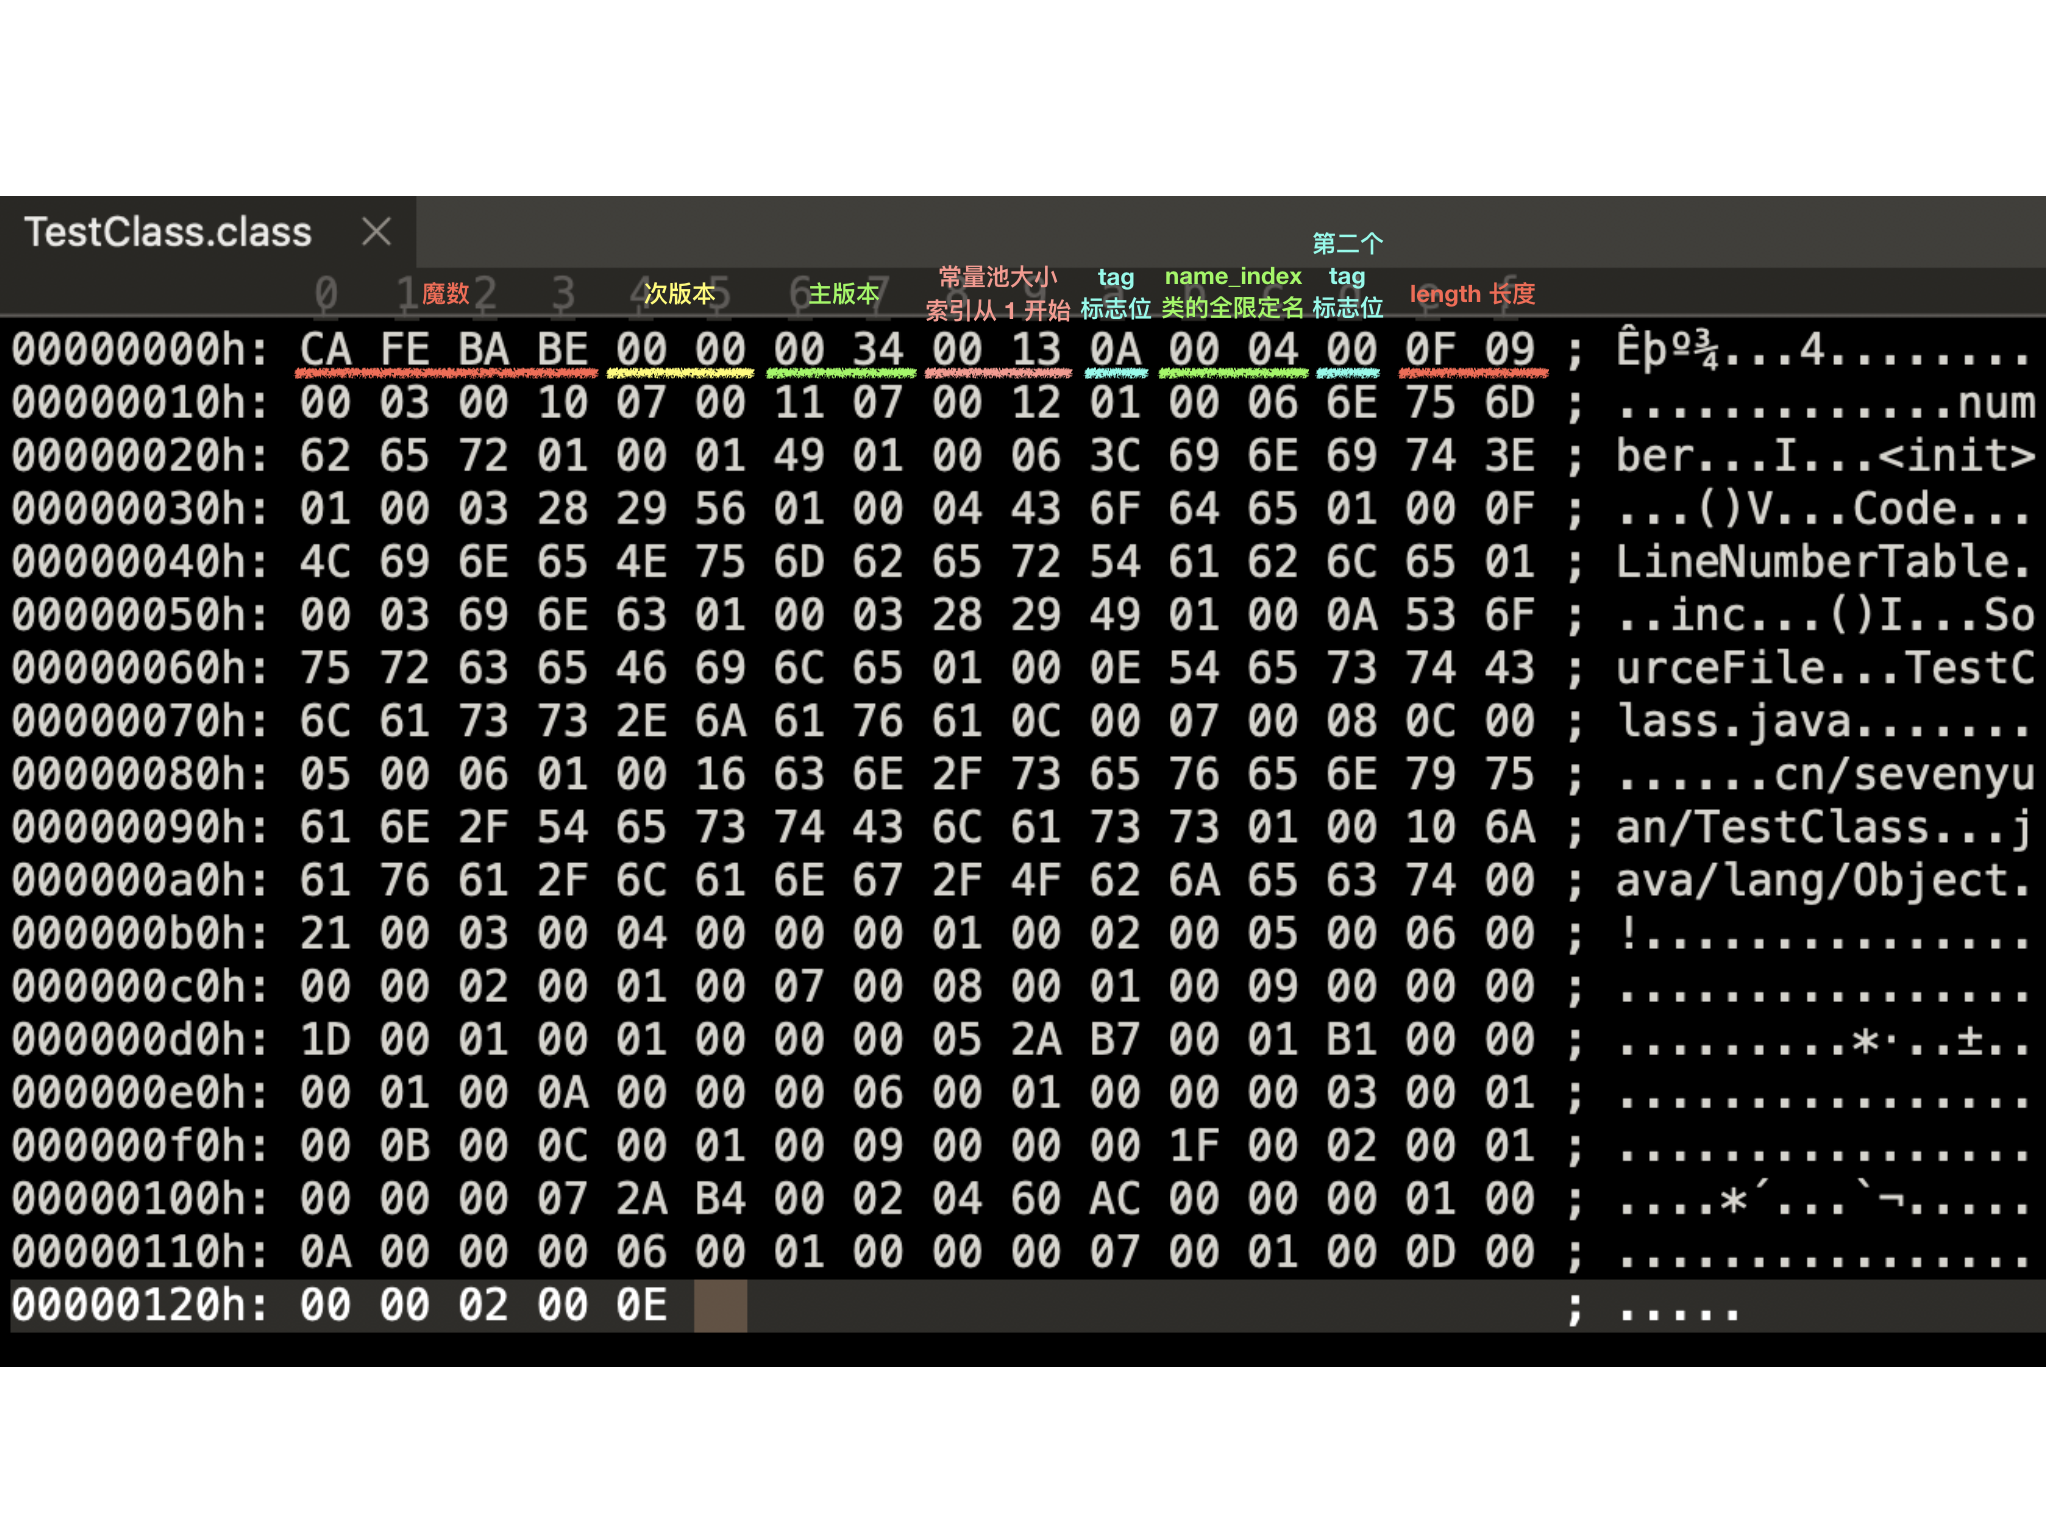 TestClass.class ×
第二个
常量池大小 tag name_index tag
0 1 魔数 2 3 4 次版本 5 6 主版本 7 length 长度
索引从 1 开始 标志位 类的全限定名 标志位
00000000h: CA FE BA BE 00 00 00 34 00 13 0A 00 04 00 0F 09 ; Êþº¾...4........
00000010h: 00 03 00 10 07 00 11 07 00 12 01 00 06 6E 75 6D ; .............num
00000020h: 62 65 72 01 00 01 49 01 00 06 3C 69 6E 69 74 3E ; ber...I...<init>
00000030h: 01 00 03 28 29 56 01 00 04 43 6F 64 65 01 00 0F ; ...()V...Code...
00000040h: 4C 69 6E 65 4E 75 6D 62 65 72 54 61 62 6C 65 01 ; LineNumberTable.
00000050h: 00 03 69 6E 63 01 00 03 28 29 49 01 00 0A 53 6F ; ..inc...()I...So
00000060h: 75 72 63 65 46 69 6C 65 01 00 0E 54 65 73 74 43 ; urceFile...TestC
00000070h: 6C 61 73 73 2E 6A 61 76 61 0C 00 07 00 08 0C 00 ; lass.java.......
00000080h: 05 00 06 01 00 16 63 6E 2F 73 65 76 65 6E 79 75 ; ......cn/sevenyu
00000090h: 61 6E 2F 54 65 73 74 43 6C 61 73 73 01 00 10 6A ; an/TestClass...j
000000a0h: 61 76 61 2F 6C 61 6E 67 2F 4F 62 6A 65 63 74 00 ; ava/lang/Object.
000000b0h: 21 00 03 00 04 00 00 00 01 00 02 00 05 00 06 00 ; !...............
000000c0h: 00 00 02 00 01 00 07 00 08 00 01 00 09 00 00 00 ; ................
000000d0h: 1D 00 01 00 01 00 00 00 05 2A B7 00 01 B1 00 00 ; .........*·..±..
000000e0h: 00 01 00 0A 00 00 00 06 00 01 00 00 00 03 00 01 ; ................
000000f0h: 00 0B 00 0C 00 01 00 09 00 00 00 1F 00 02 00 01 ; ................
00000100h: 00 00 00 07 2A B4 00 02 04 60 AC 00 00 00 01 00 ; ....*´...`¬.....
00000110h: 0A 00 00 00 06 00 01 00 00 00 07 00 01 00 0D 00 ; ................
00000120h: 00 00 02 00 0E ; .....